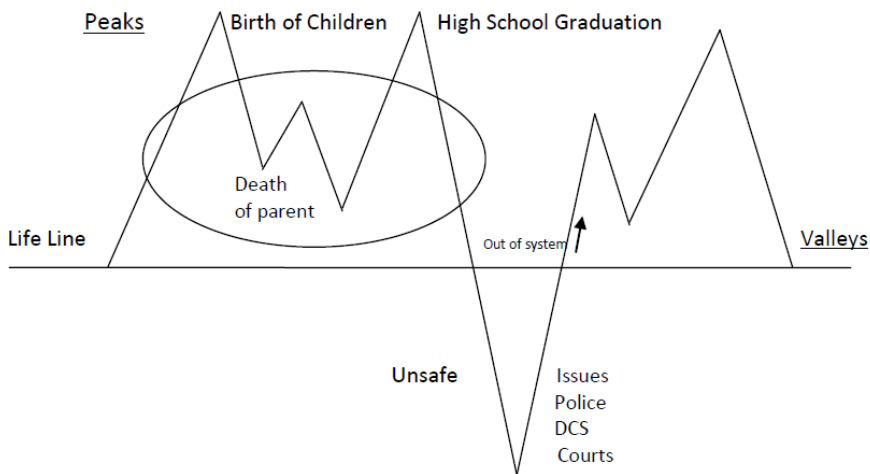 Peaks
Birth of Children
High School Graduation
Death
of parent
Life Line
Out of system
Valleys
Unsafe
Issues
Police
DCS
Courts